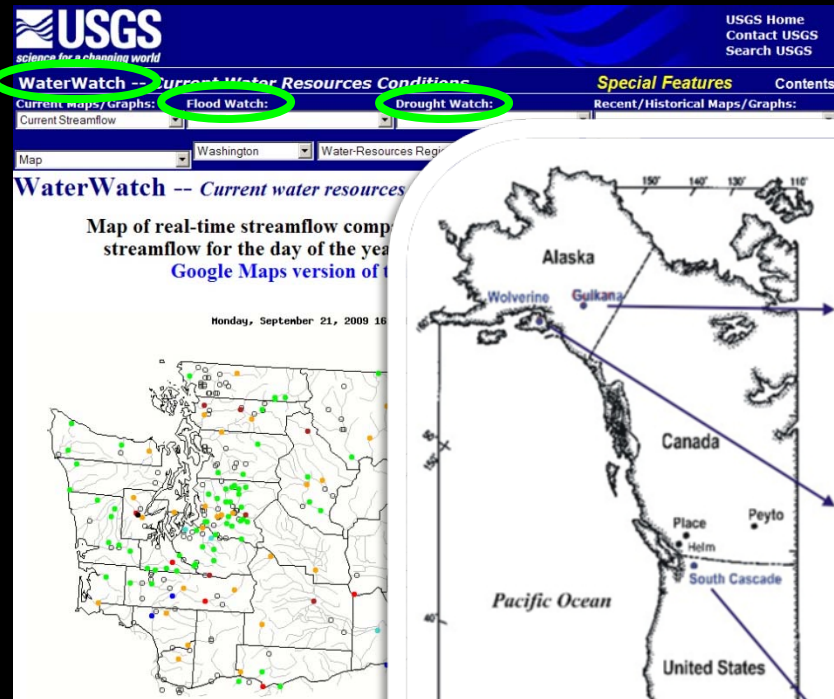 USGS
science for a changing world
USGS Home
Contact USGS
Search USGS
WaterWatch -- Current Water Resources Conditions
Special Features
Contents
Current Maps/Graphs:
Flood Watch:
Drought Watch:
Recent/Historical Maps/Graphs:
Current Streamflow
Map
Washington
Water-Resources Regi
WaterWatch -- Current water resources
Map of real-time streamflow comp
streamflow for the day of the yea
Google Maps version of t
Monday, September 21, 2009 16
150° 140° 130° 110°
Alaska
Wolverine
Gulkana
Canada
Place
Peyto
Helm
South Cascade
Pacific Ocean
40°
United States